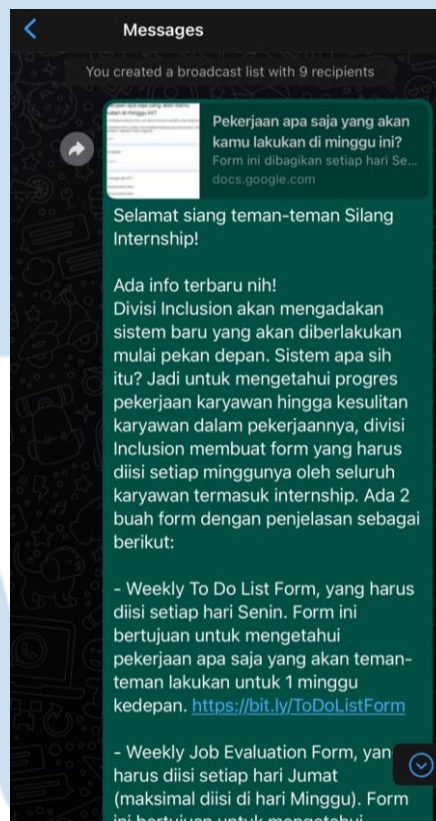 Messages
You created a broadcast list with 9 recipients
Pekerjaan apa saja yang akan
kamu lakukan di minggu ini?
Form ini dibagikan setiap hari Se...
docs.google.com
Selamat siang teman-teman Silang
Internship!
Ada info terbaru nih!
Divisi Inclusion akan mengadakan
sistem baru yang akan diberlakukan
mulai pekan depan. Sistem apa sih
itu? Jadi untuk mengetahui progres
pekerjaan karyawan hingga kesulitan
karyawan dalam pekerjaannya, divisi
Inclusion membuat form yang harus
diisi setiap minggunya oleh seluruh
karyawan termasuk internship. Ada 2
buah form dengan penjelasan sebagai
berikut:
- Weekly To Do List Form, yang harus
diisi setiap hari Senin. Form ini
bertujuan untuk mengetahui
pekerjaan apa saja yang akan teman-
teman lakukan untuk 1 minggu
kedepan. https://bit.ly/ToDoListForm
- Weekly Job Evaluation Form, yan
harus diisi setiap hari Jumat
(maksimal diisi di hari Minggu). Form
ini bertujuan untuk mengetahui